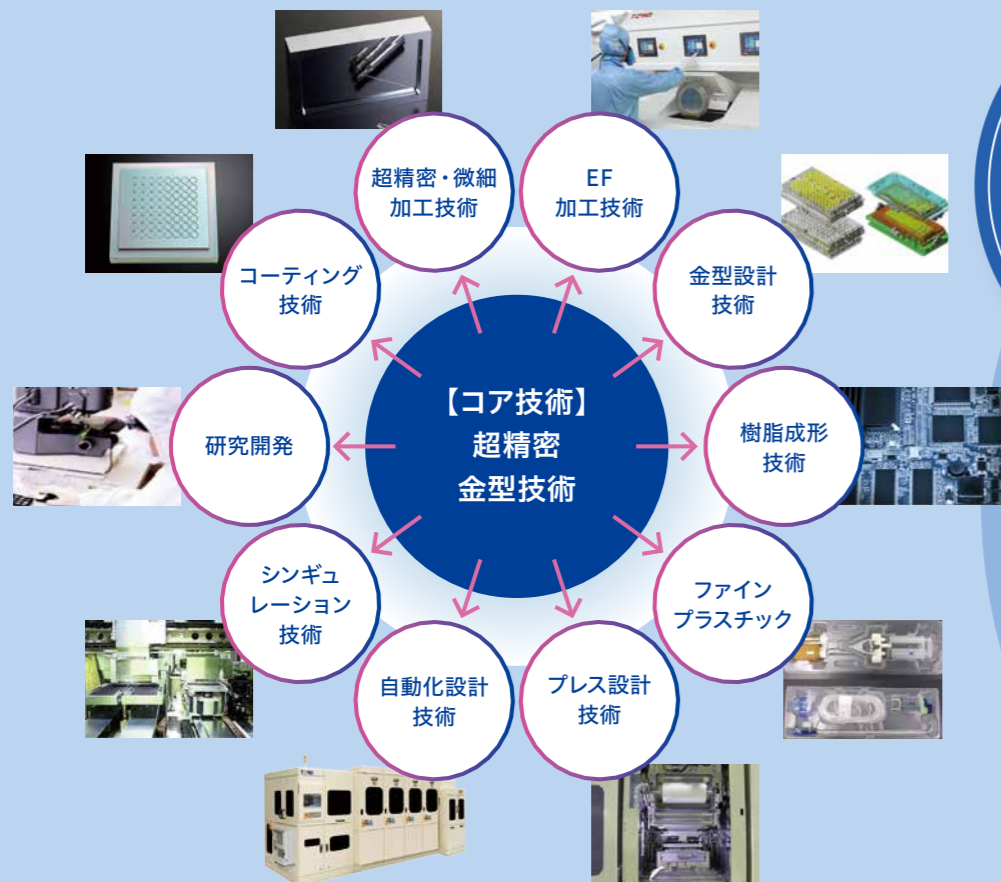 超精密・微細
加工技術
EF
加工技術
コーティング
技術
金型設計
技術
【コア技術】
超精密
金型技術
研究開発
樹脂成形
技術
シンギュ
レーション
技術
ファイン
プラスチック
自動化設計
技術
プレス設計
技術